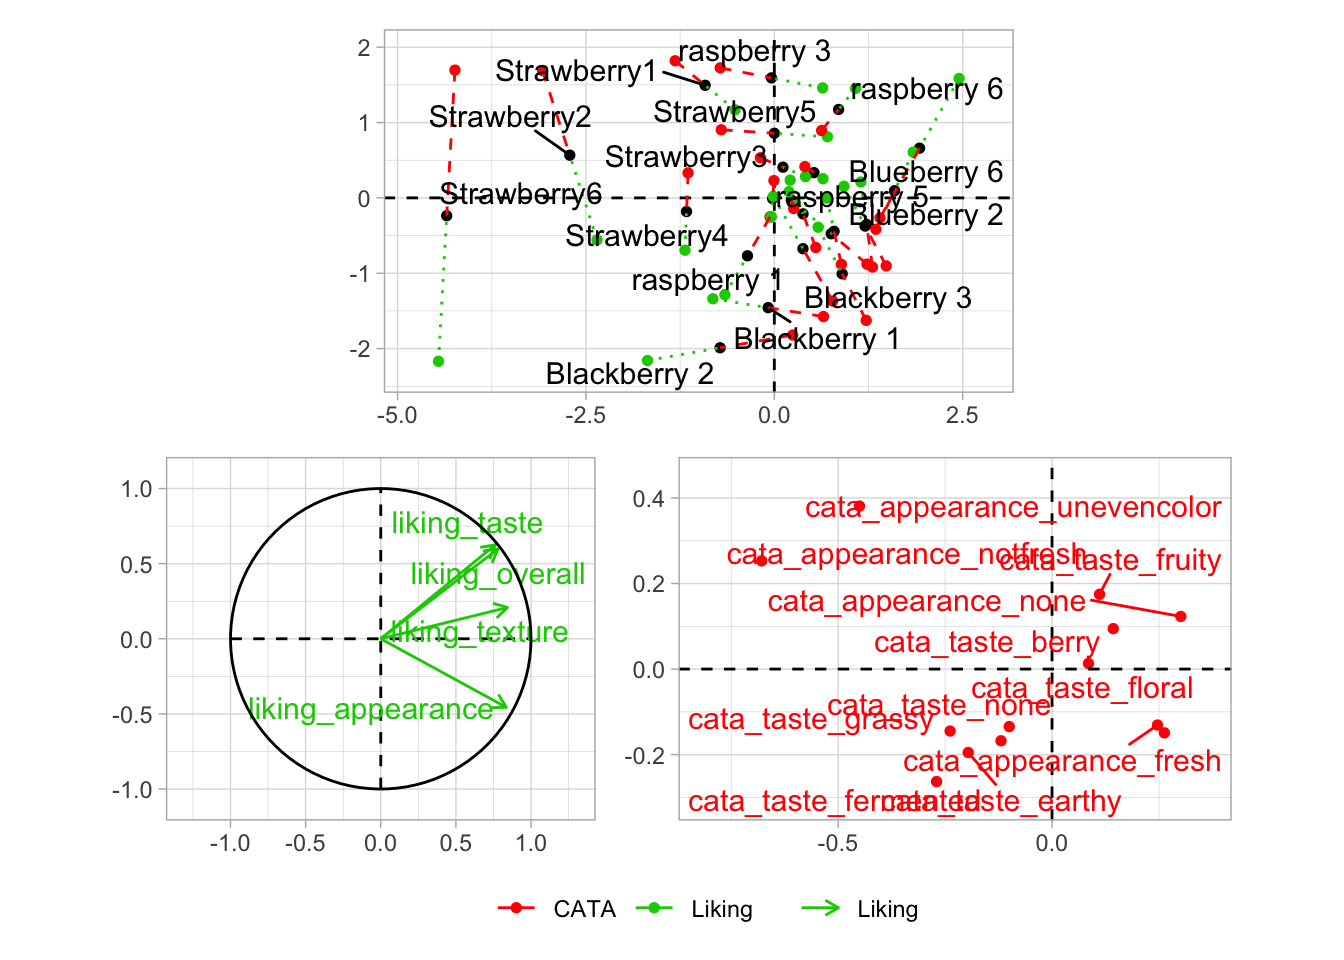 raspberry 3
Strawberry1
raspberry 6
Strawberry5
Strawberry2
Strawberry3
Blueberry 6
Strawberry6
raspberry 5
Blueberry 2
Strawberry4
raspberry 1
Blackberry 3
Blackberry 1
Blackberry 2
2
1
0
-1
-2
-5.0 -2.5 0.0 2.5
liking_taste
liking_overall
liking_texture
liking_appearance
1.0
0.5
0.0
-0.5
-1.0
-1.0 -0.5 0.0 0.5 1.0
cata_appearance_unevencolor
cata_appearance_notfresh
cata_taste_fruity
cata_appearance_none
cata_taste_berry
cata_taste_floral
cata_taste_none
cata_taste_grassy
cata_appearance_fresh
cata_taste_fermented
cata_taste_earthy
0.4
0.2
0.0
-0.2
-0.5 0.0
CATA Liking Liking